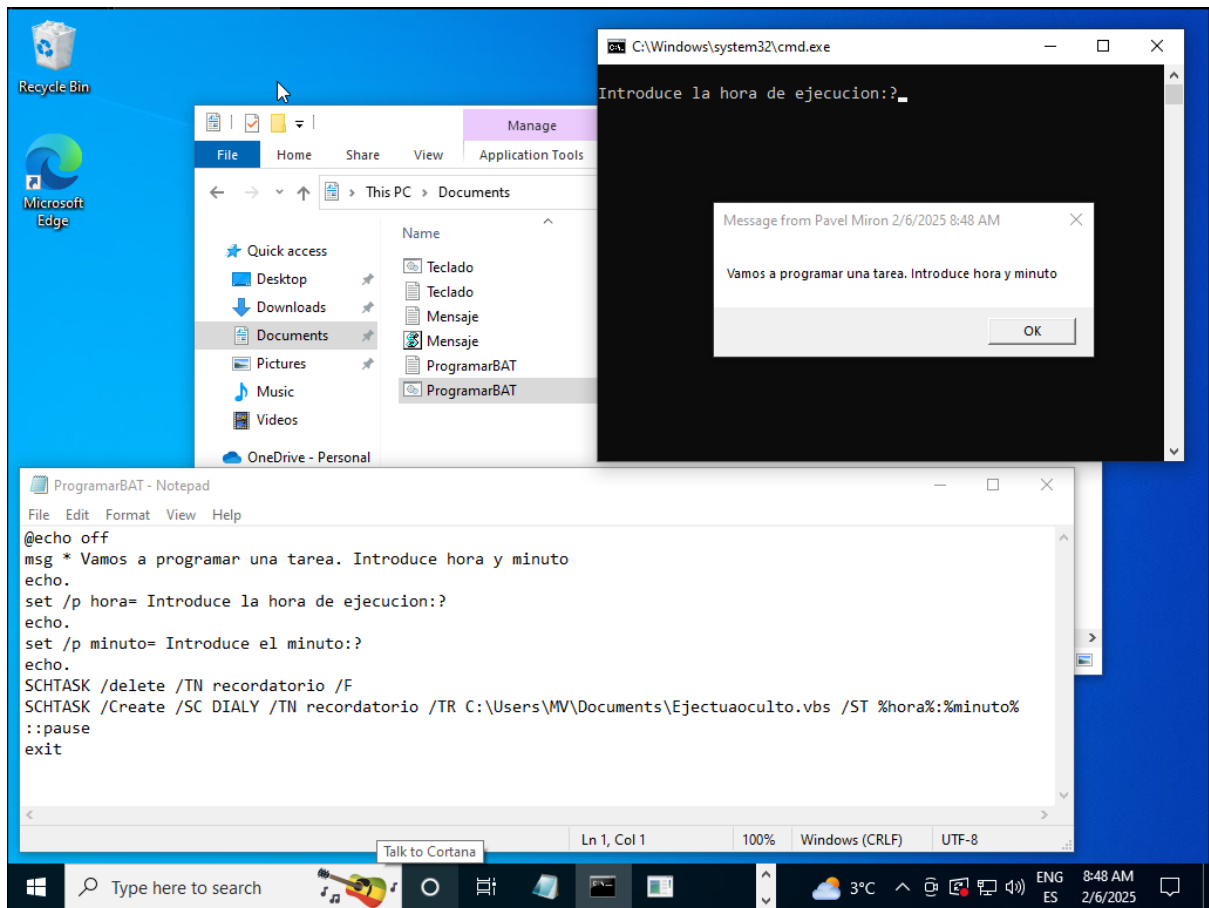 Recycle Bin
Microsoft
Edge
Manage
File
Home
Share
View
Application Tools
This PC > Documents
Name
Quick access
Desktop
Downloads
Documents
Pictures
Music
Videos
OneDrive - Personal
Teclado
Teclado
Mensaje
Mensaje
ProgramarBAT
ProgramarBAT
C:\Windows\system32\cmd.exe
Introduce la hora de ejecucion:?
Message from Pavel Miron 2/6/2025 8:48 AM
Vamos a programar una tarea. Introduce hora y minuto
OK
ProgramarBAT - Notepad
File Edit Format View Help
@echo off
msg * Vamos a programar una tarea. Introduce hora y minuto
echo.
set /p hora= Introduce la hora de ejecucion:?
echo.
set /p minuto= Introduce el minuto:?
echo.
SCHTASK /delete /TN recordatorio /F
SCHTASK /Create /SC DIALY /TN recordatorio /TR C:\Users\MV\Documents\Ejectuaoculto.vbs /ST %hora%:%minuto%
::pause
exit
Ln 1, Col 1
100%
Windows (CRLF)
UTF-8
Talk to Cortana
Type here to search
3°C
ENG
ES
8:48 AM
2/6/2025